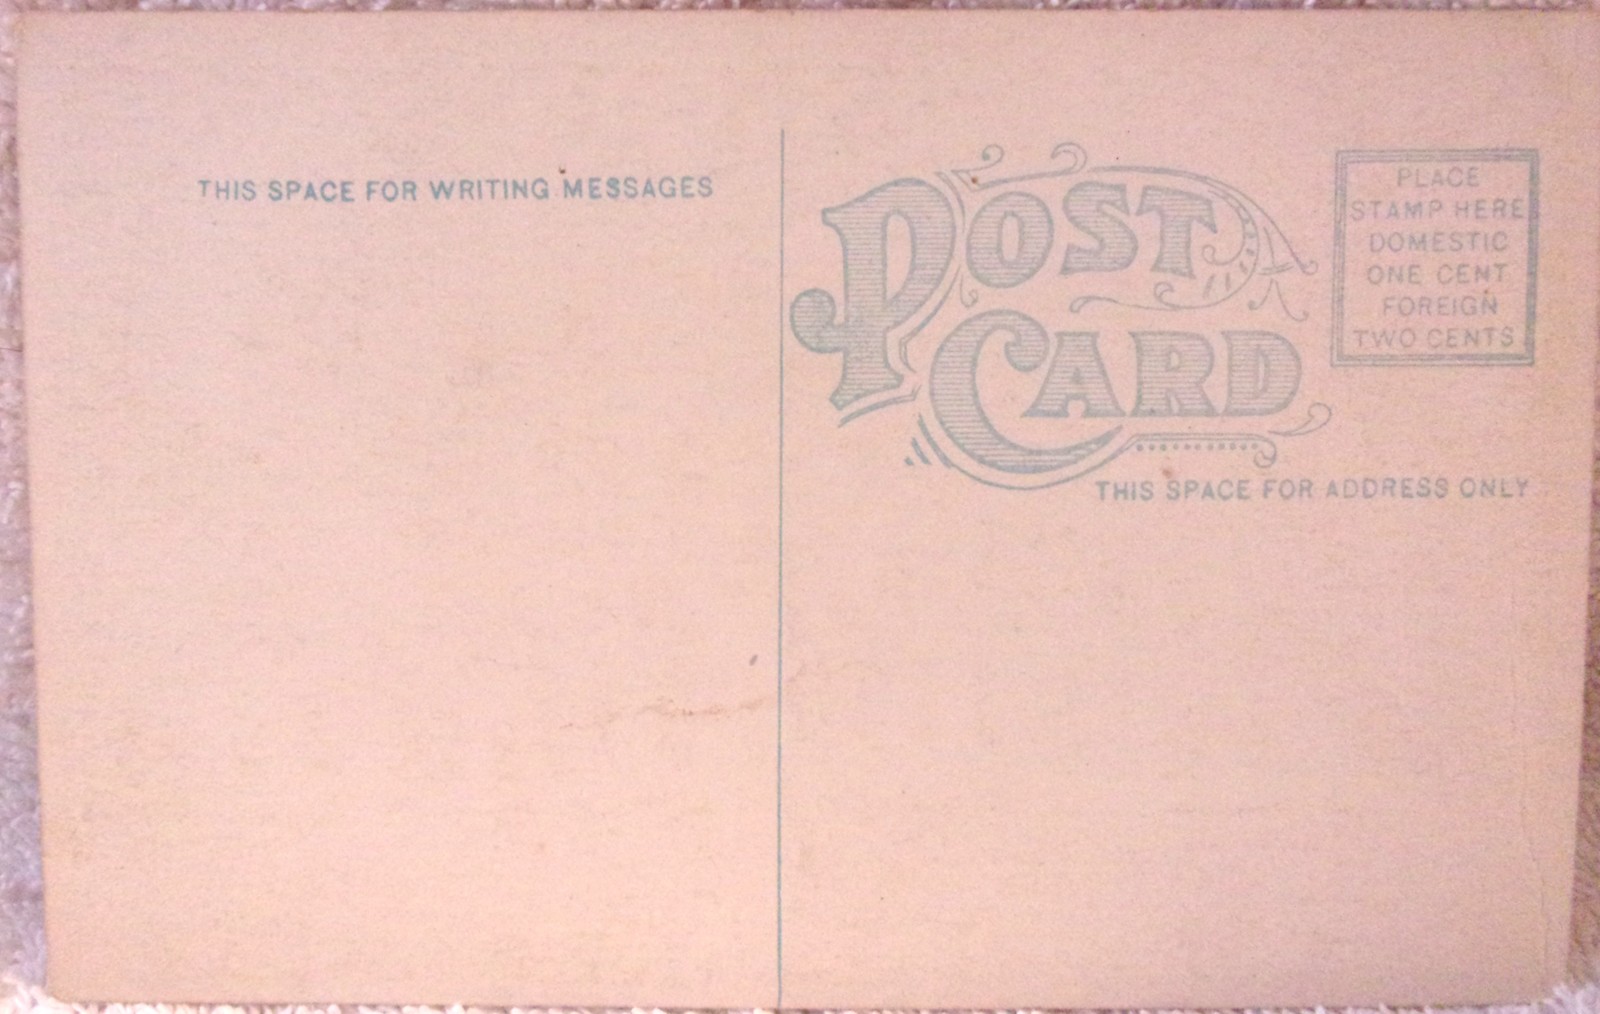 THIS SPACE FOR WRITING MESSAGES
POST
CARD
PLACE
STAMP HERE
DOMESTIC
ONE CENT
FOREIGN
TWO CENTS
THIS SPACE FOR ADDRESS ONLY